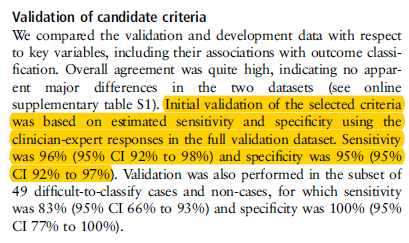 Validation of candidate criteria
We compared the validation and development data with respect
to key variables, including their associations with outcome classi-
fication. Overall agreement was quite high, indicating no appar-
ent major differences in the two datasets (see online
supplementary table S1). Initial validation of the selected criteria
was based on estimated sensitivity and specificity using the
clinician-expert responses in the full validation dataset. Sensitivity
was 96% (95% CI 92% to 98%) and specificity was 95% (95%
CI 92% to 97%). Validation was also performed in the subset of
49 difficult-to-classify cases and non-cases, for which sensitivity
was 83% (95% CI 66% to 93%) and specificity was 100% (95%
CI 77% to 100%).